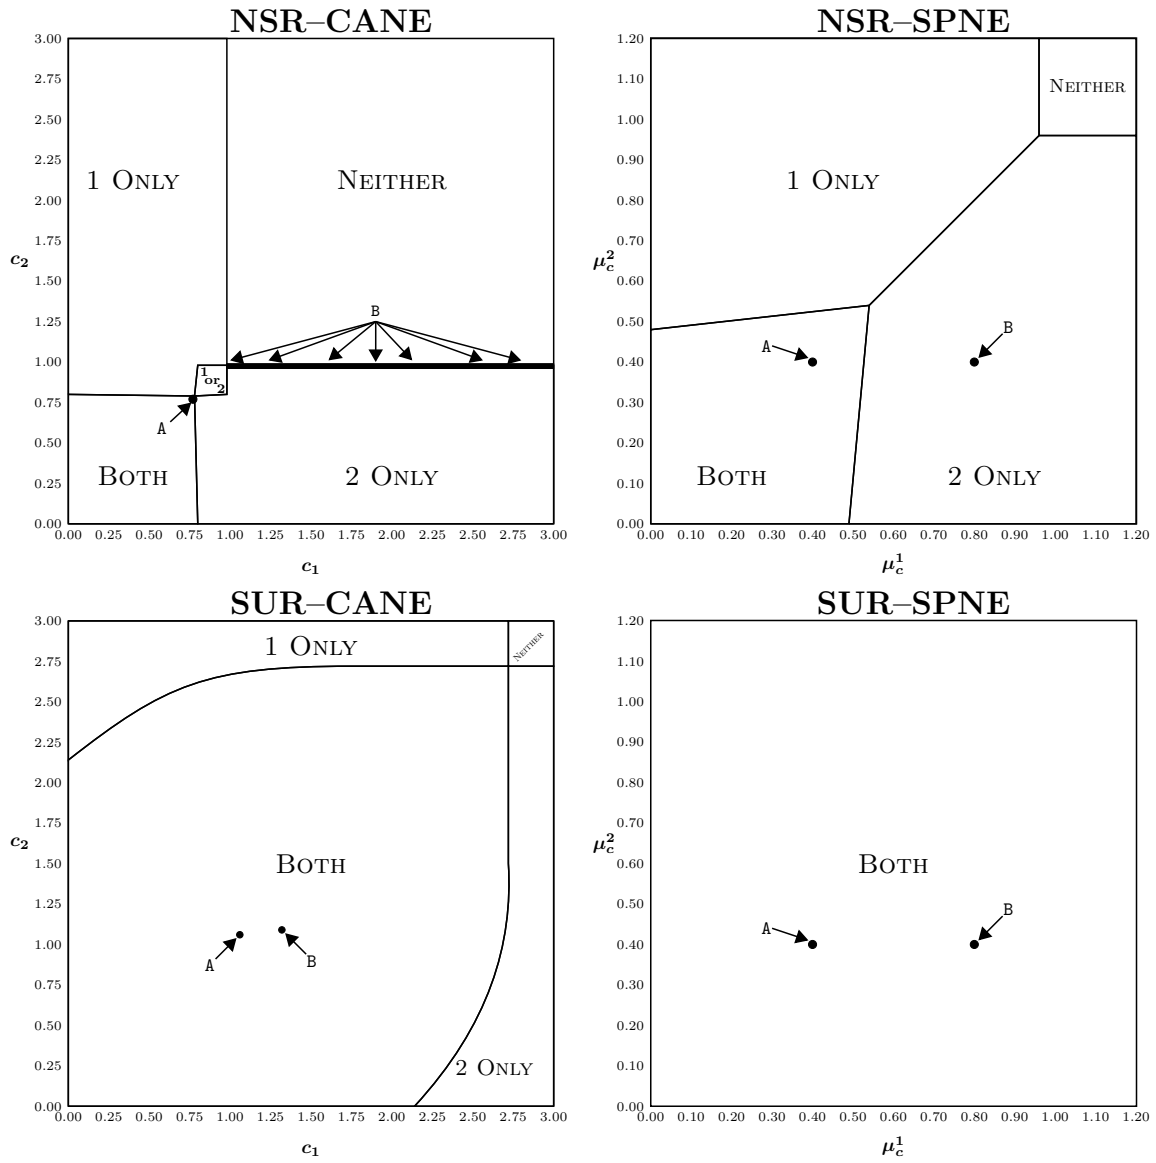 NSR–CANE
3.00
2.75
2.50
2.25
2.00
1.75
1.50
1.25
1.00
0.75
0.50
0.25
0.00
c2
1 Only
Neither
B
1
or
2
A
Both
2 Only
0.00 0.25 0.50 0.75 1.00 1.25 1.50 1.75 2.00 2.25 2.50 2.75 3.00
c1
NSR–SPNE
1.20
1.10
1.00
0.90
0.80
0.70
0.60
0.50
0.40
0.30
0.20
0.10
0.00
μ²c
Neither
1 Only
A
B
Both
2 Only
0.00 0.10 0.20 0.30 0.40 0.50 0.60 0.70 0.80 0.90 1.00 1.10 1.20
μ¹c
SUR–CANE
3.00
2.75
2.50
2.25
2.00
1.75
1.50
1.25
1.00
0.75
0.50
0.25
0.00
c2
1 Only
Neither
Both
A
B
2 Only
0.00 0.25 0.50 0.75 1.00 1.25 1.50 1.75 2.00 2.25 2.50 2.75 3.00
c1
SUR–SPNE
1.20
1.10
1.00
0.90
0.80
0.70
0.60
0.50
0.40
0.30
0.20
0.10
0.00
μ²c
Both
A
B
0.00 0.10 0.20 0.30 0.40 0.50 0.60 0.70 0.80 0.90 1.00 1.10 1.20
μ¹c